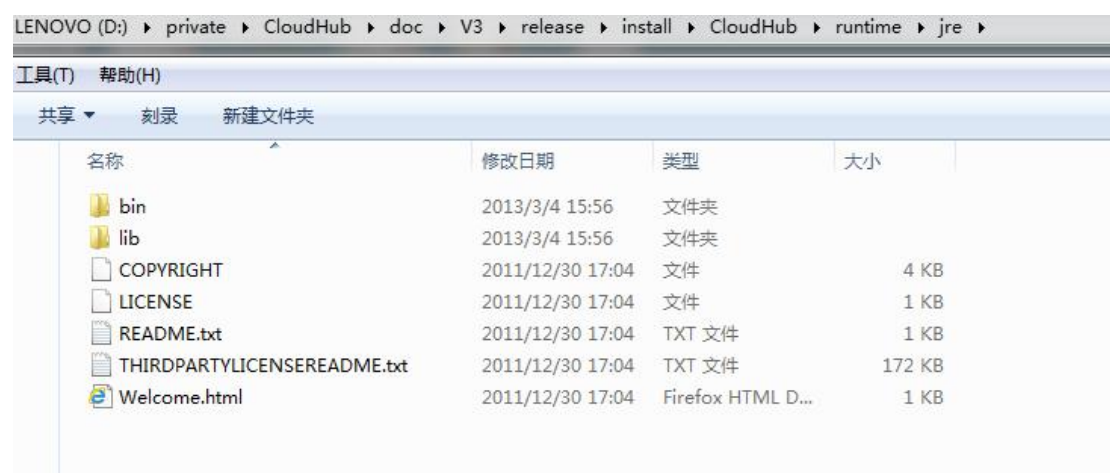 LENOVO (D:) ▸ private ▸ CloudHub ▸ doc ▸ V3 ▸ release ▸ install ▸ CloudHub ▸ runtime ▸ jre ▸
工具(T) 帮助(H)
共享 刻录 新建文件夹
名称 修改日期 类型 大小
bin 2013/3/4 15:56 文件夹
lib 2013/3/4 15:56 文件夹
COPYRIGHT 2011/12/30 17:04 文件 4 KB
LICENSE 2011/12/30 17:04 文件 1 KB
README.txt 2011/12/30 17:04 TXT 文件 1 KB
THIRDPARTYLICENSEREADME.txt 2011/12/30 17:04 TXT 文件 172 KB
Welcome.html 2011/12/30 17:04 Firefox HTML D... 1 KB